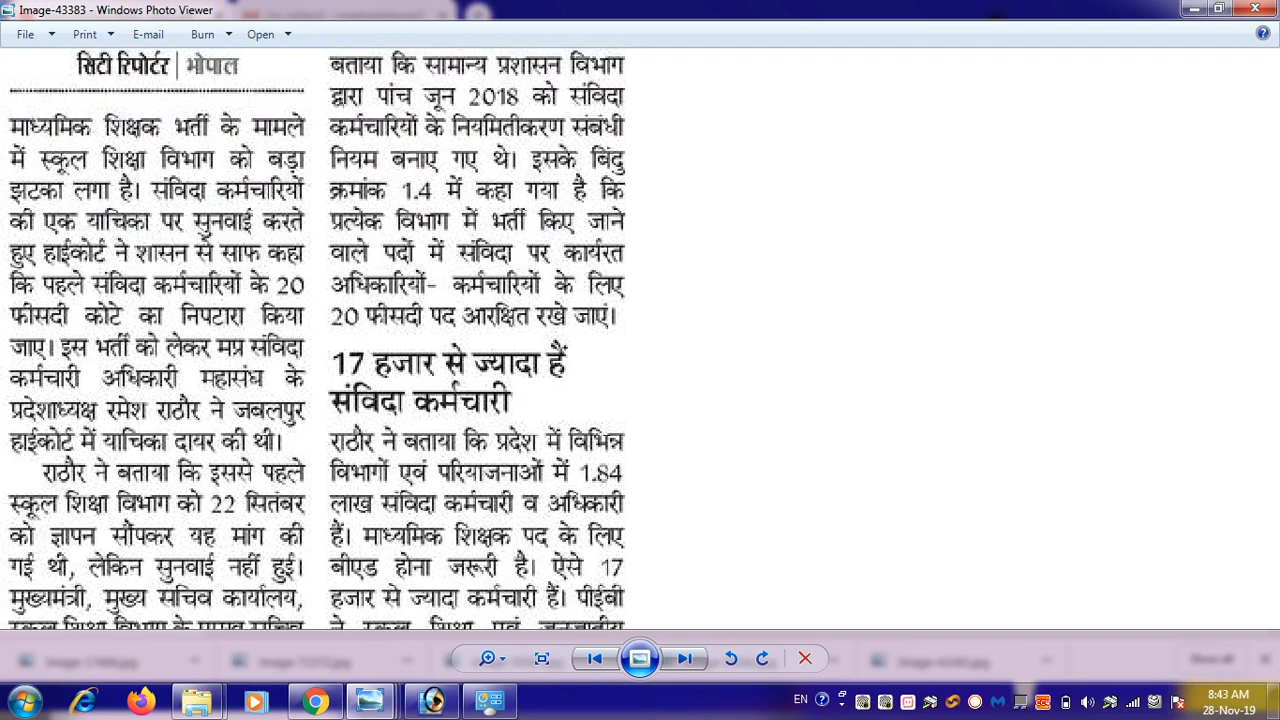 Image-43383 - Windows Photo Viewer
File Print E-mail Burn Open
सिटी रिपोर्टर | भोपाल
माध्यमिक शिक्षक भर्ती के मामले
में स्कूल शिक्षा विभाग को बड़ा
झटका लगा है। संविदा कर्मचारियों
की एक याचिका पर सुनवाई करते
हुए हाईकोर्ट ने शासन से साफ कहा
कि पहले संविदा कर्मचारियों के 20
फीसदी कोटे का निपटारा किया
जाए। इस भर्ती को लेकर मप्र संविदा
कर्मचारी अधिकारी महासंघ के
प्रदेशाध्यक्ष रमेश राठौर ने जबलपुर
हाईकोर्ट में याचिका दायर की थी।
राठौर ने बताया कि इससे पहले
स्कूल शिक्षा विभाग को 22 सितंबर
को ज्ञापन सौंपकर यह मांग की
गई थी, लेकिन सुनवाई नहीं हुई।
मुख्यमंत्री, मुख्य सचिव कार्यालय,
स्कूल शिक्षा विभाग के प्रमुख सचिव
बताया कि सामान्य प्रशासन विभाग
द्वारा पांच जून 2018 को संविदा
कर्मचारियों के नियमितीकरण संबंधी
नियम बनाए गए थे। इसके बिंदु
क्रमांक 1.4 में कहा गया है कि
प्रत्येक विभाग में भर्ती किए जाने
वाले पदों में संविदा पर कार्यरत
अधिकारियों- कर्मचारियों के लिए
20 फीसदी पद आरक्षित रखे जाएं।
17 हजार से ज्यादा हैं
संविदा कर्मचारी
राठौर ने बताया कि प्रदेश में विभिन्न
विभागों एवं परियाजनाओं में 1.84
लाख संविदा कर्मचारी व अधिकारी
हैं। माध्यमिक शिक्षक पद के लिए
बीएड होना जरूरी है। ऐसे 17
हजार से ज्यादा कर्मचारी हैं। पीईबी
ने स्कूल शिक्षा एवं जनजातीय
EN
8:43 AM
28-Nov-19